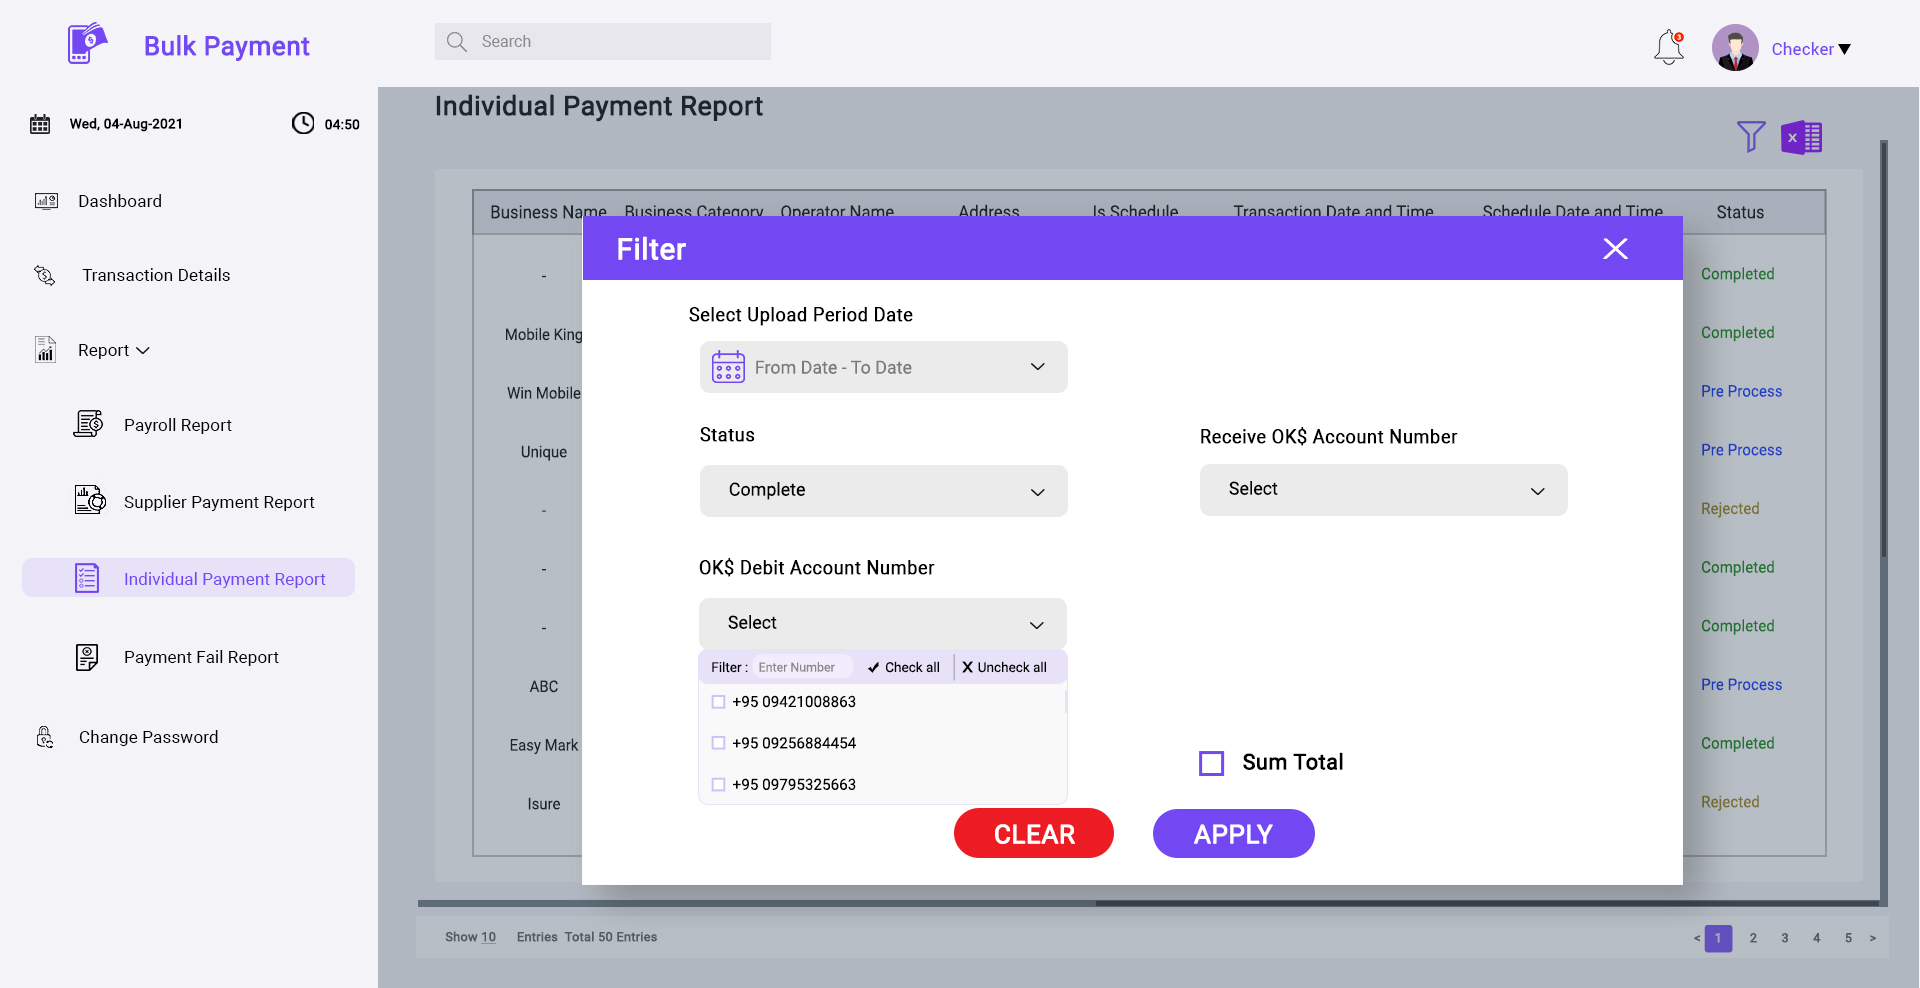 Bulk Payment
Search
3
Checker
Wed, 04-Aug-2021
04:50
Dashboard
Transaction Details
Report
Payroll Report
Supplier Payment Report
Individual Payment Report
Payment Fail Report
Change Password
Individual Payment Report
Business Name Business Category Operator Name Address Is Schedule Transaction Date and Time Schedule Date and Time Status
- Completed
Mobile King Completed
Win Mobile Pre Process
Unique Pre Process
- Rejected
- Completed
- Completed
ABC Pre Process
Easy Mark Completed
Isure Rejected
Filter
Select Upload Period Date
From Date - To Date
Status
Complete
Receive OK$ Account Number
Select
OK$ Debit Account Number
Select
Filter : Enter Number Check all Uncheck all
+95 09421008863
+95 09256884454
+95 09795325663
Sum Total
CLEAR
APPLY
Show 10 Entries Total 50 Entries
< 1 2 3 4 5 >